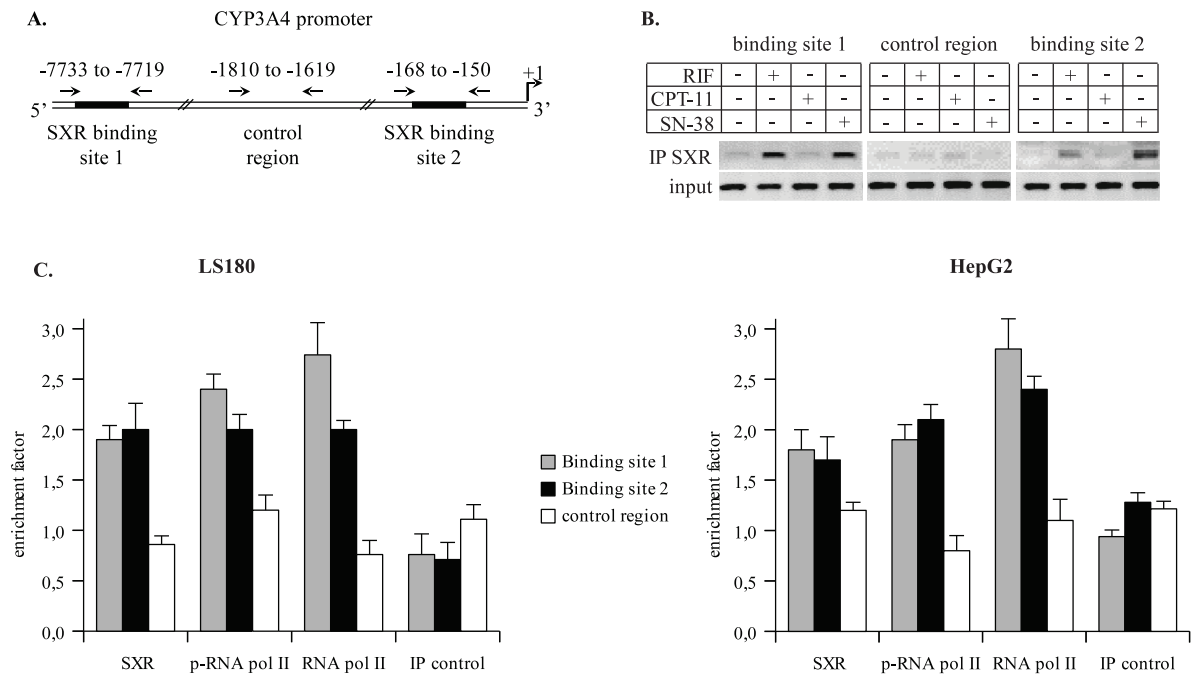 A.
CYP3A4 promoter
-7733 to -7719
-1810 to -1619
-168 to -150
+1
5’
3’
SXR binding
site 1
control
region
SXR binding
site 2
B.
binding site 1
control region
binding site 2
RIF - + - - - + - - - + - -
CPT-11 - - + - - - + - - - + -
SN-38 - - - + - - - + - - - +
IP SXR
input
C.
LS180
enrichment factor
3,0
2,5
2,0
1,5
1,0
0,5
0,0
SXR
p-RNA pol II
RNA pol II
IP control
Binding site 1
Binding site 2
control region
HepG2
enrichment factor
3,0
2,5
2,0
1,5
1,0
0,5
0,0
SXR
p-RNA pol II
RNA pol II
IP control